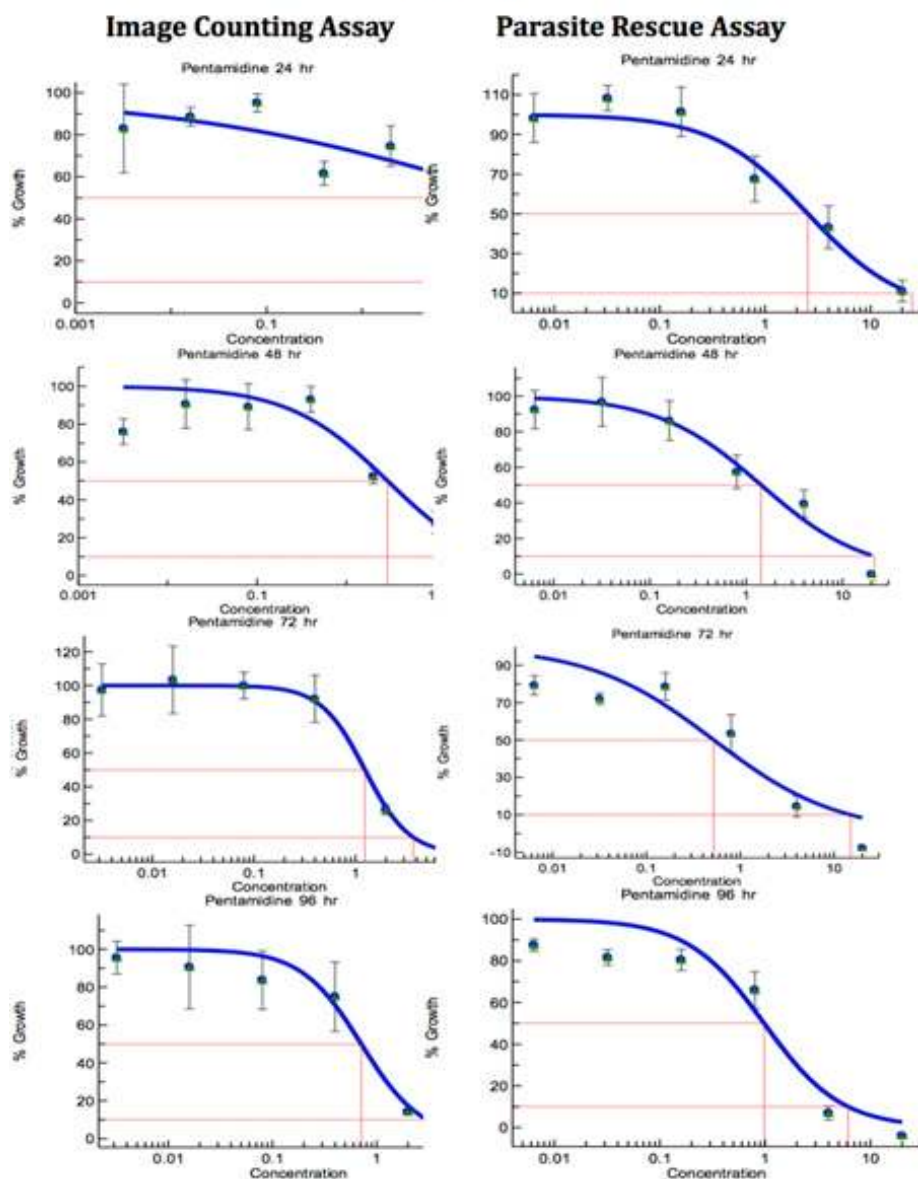 Image Counting Assay
Parasite Rescue Assay
Pentamidine 24 hr
% Growth
100
80
60
40
20
0
0.001
0.1
Concentration
Pentamidine 24 hr
% Growth
110
90
70
50
30
10
0.01
0.1
1
10
Concentration
Pentamidine 48 hr
% Growth
100
80
60
40
20
0
0.001
0.1
1
Concentration
Pentamidine 48 hr
% Growth
100
80
60
40
20
0
0.01
0.1
1
10
Concentration
Pentamidine 72 hr
% Growth
120
100
80
60
40
20
0
0.01
0.1
1
Concentration
Pentamidine 72 hr
% Growth
90
70
50
30
10
-10
0.01
0.1
1
10
Concentration
Pentamidine 96 hr
% Growth
100
80
60
40
20
0
0.01
0.1
1
Concentration
Pentamidine 96 hr
% Growth
100
80
60
40
20
0
0.01
0.1
1
10
Concentration